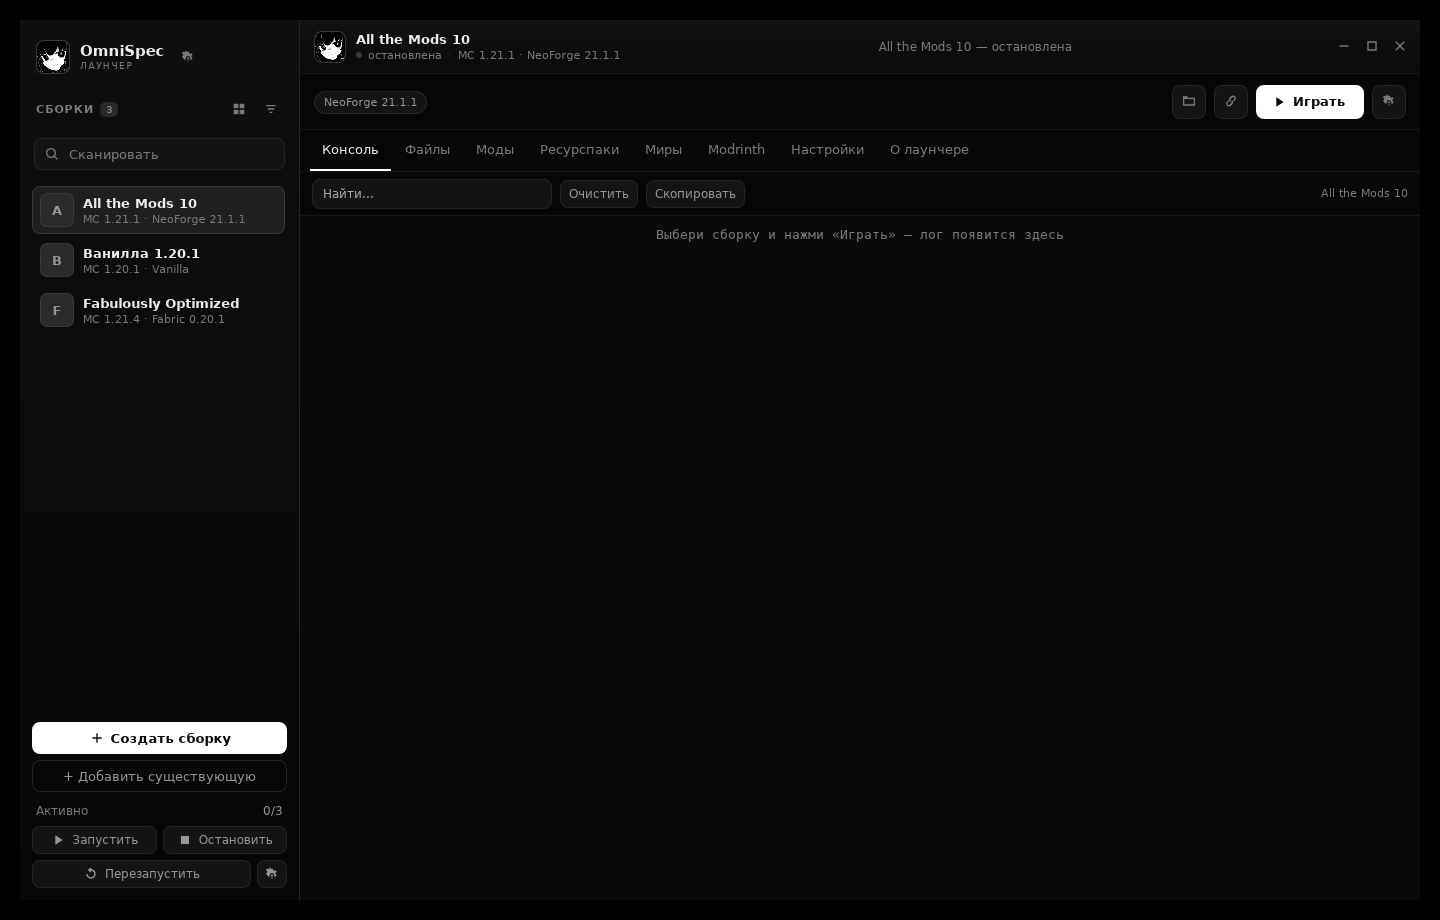 OmniSpec
ЛАУНЧЕР
СБОРКИ 3
Сканировать
A
All the Mods 10
MC 1.21.1 · NeoForge 21.1.1
В
Ванилла 1.20.1
MC 1.20.1 · Vanilla
F
Fabulously Optimized
MC 1.21.4 · Fabric 0.20.1
+ Создать сборку
+ Добавить существующую
Активно 0/3
Запустить
Остановить
Перезапустить
All the Mods 10
остановлена · MC 1.21.1 · NeoForge 21.1.1
All the Mods 10 — остановлена
NeoForge 21.1.1
Играть
Консоль Файлы Моды Ресурспаки Миры Modrinth Настройки О лаунчере
Найти...
Очистить
Скопировать
All the Mods 10
Выбери сборку и нажми «Играть» — лог появится здесь